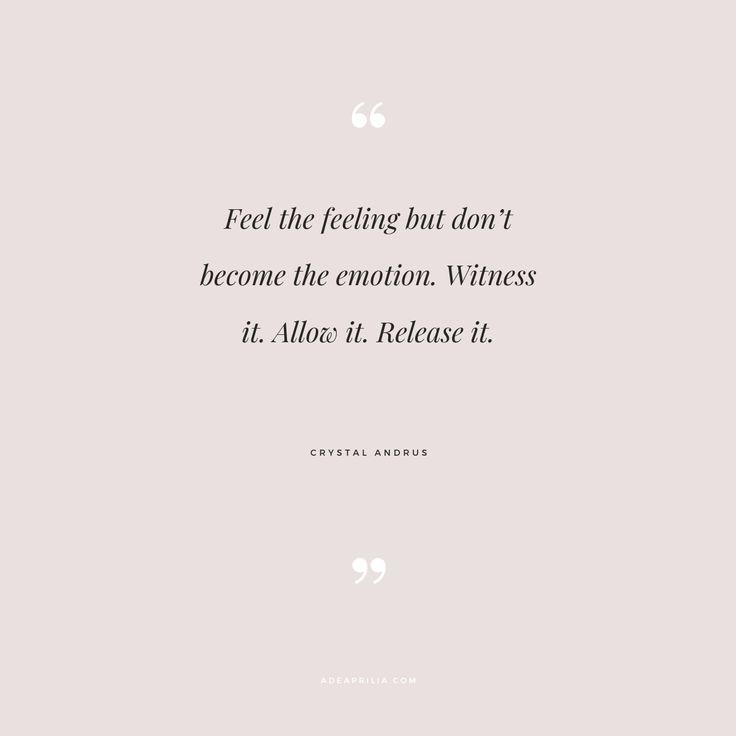 “
Feel the feeling but don’t
become the emotion. Witness
it. Allow it. Release it.
CRYSTAL ANDRUS
”
ADEAPRILIA.COM